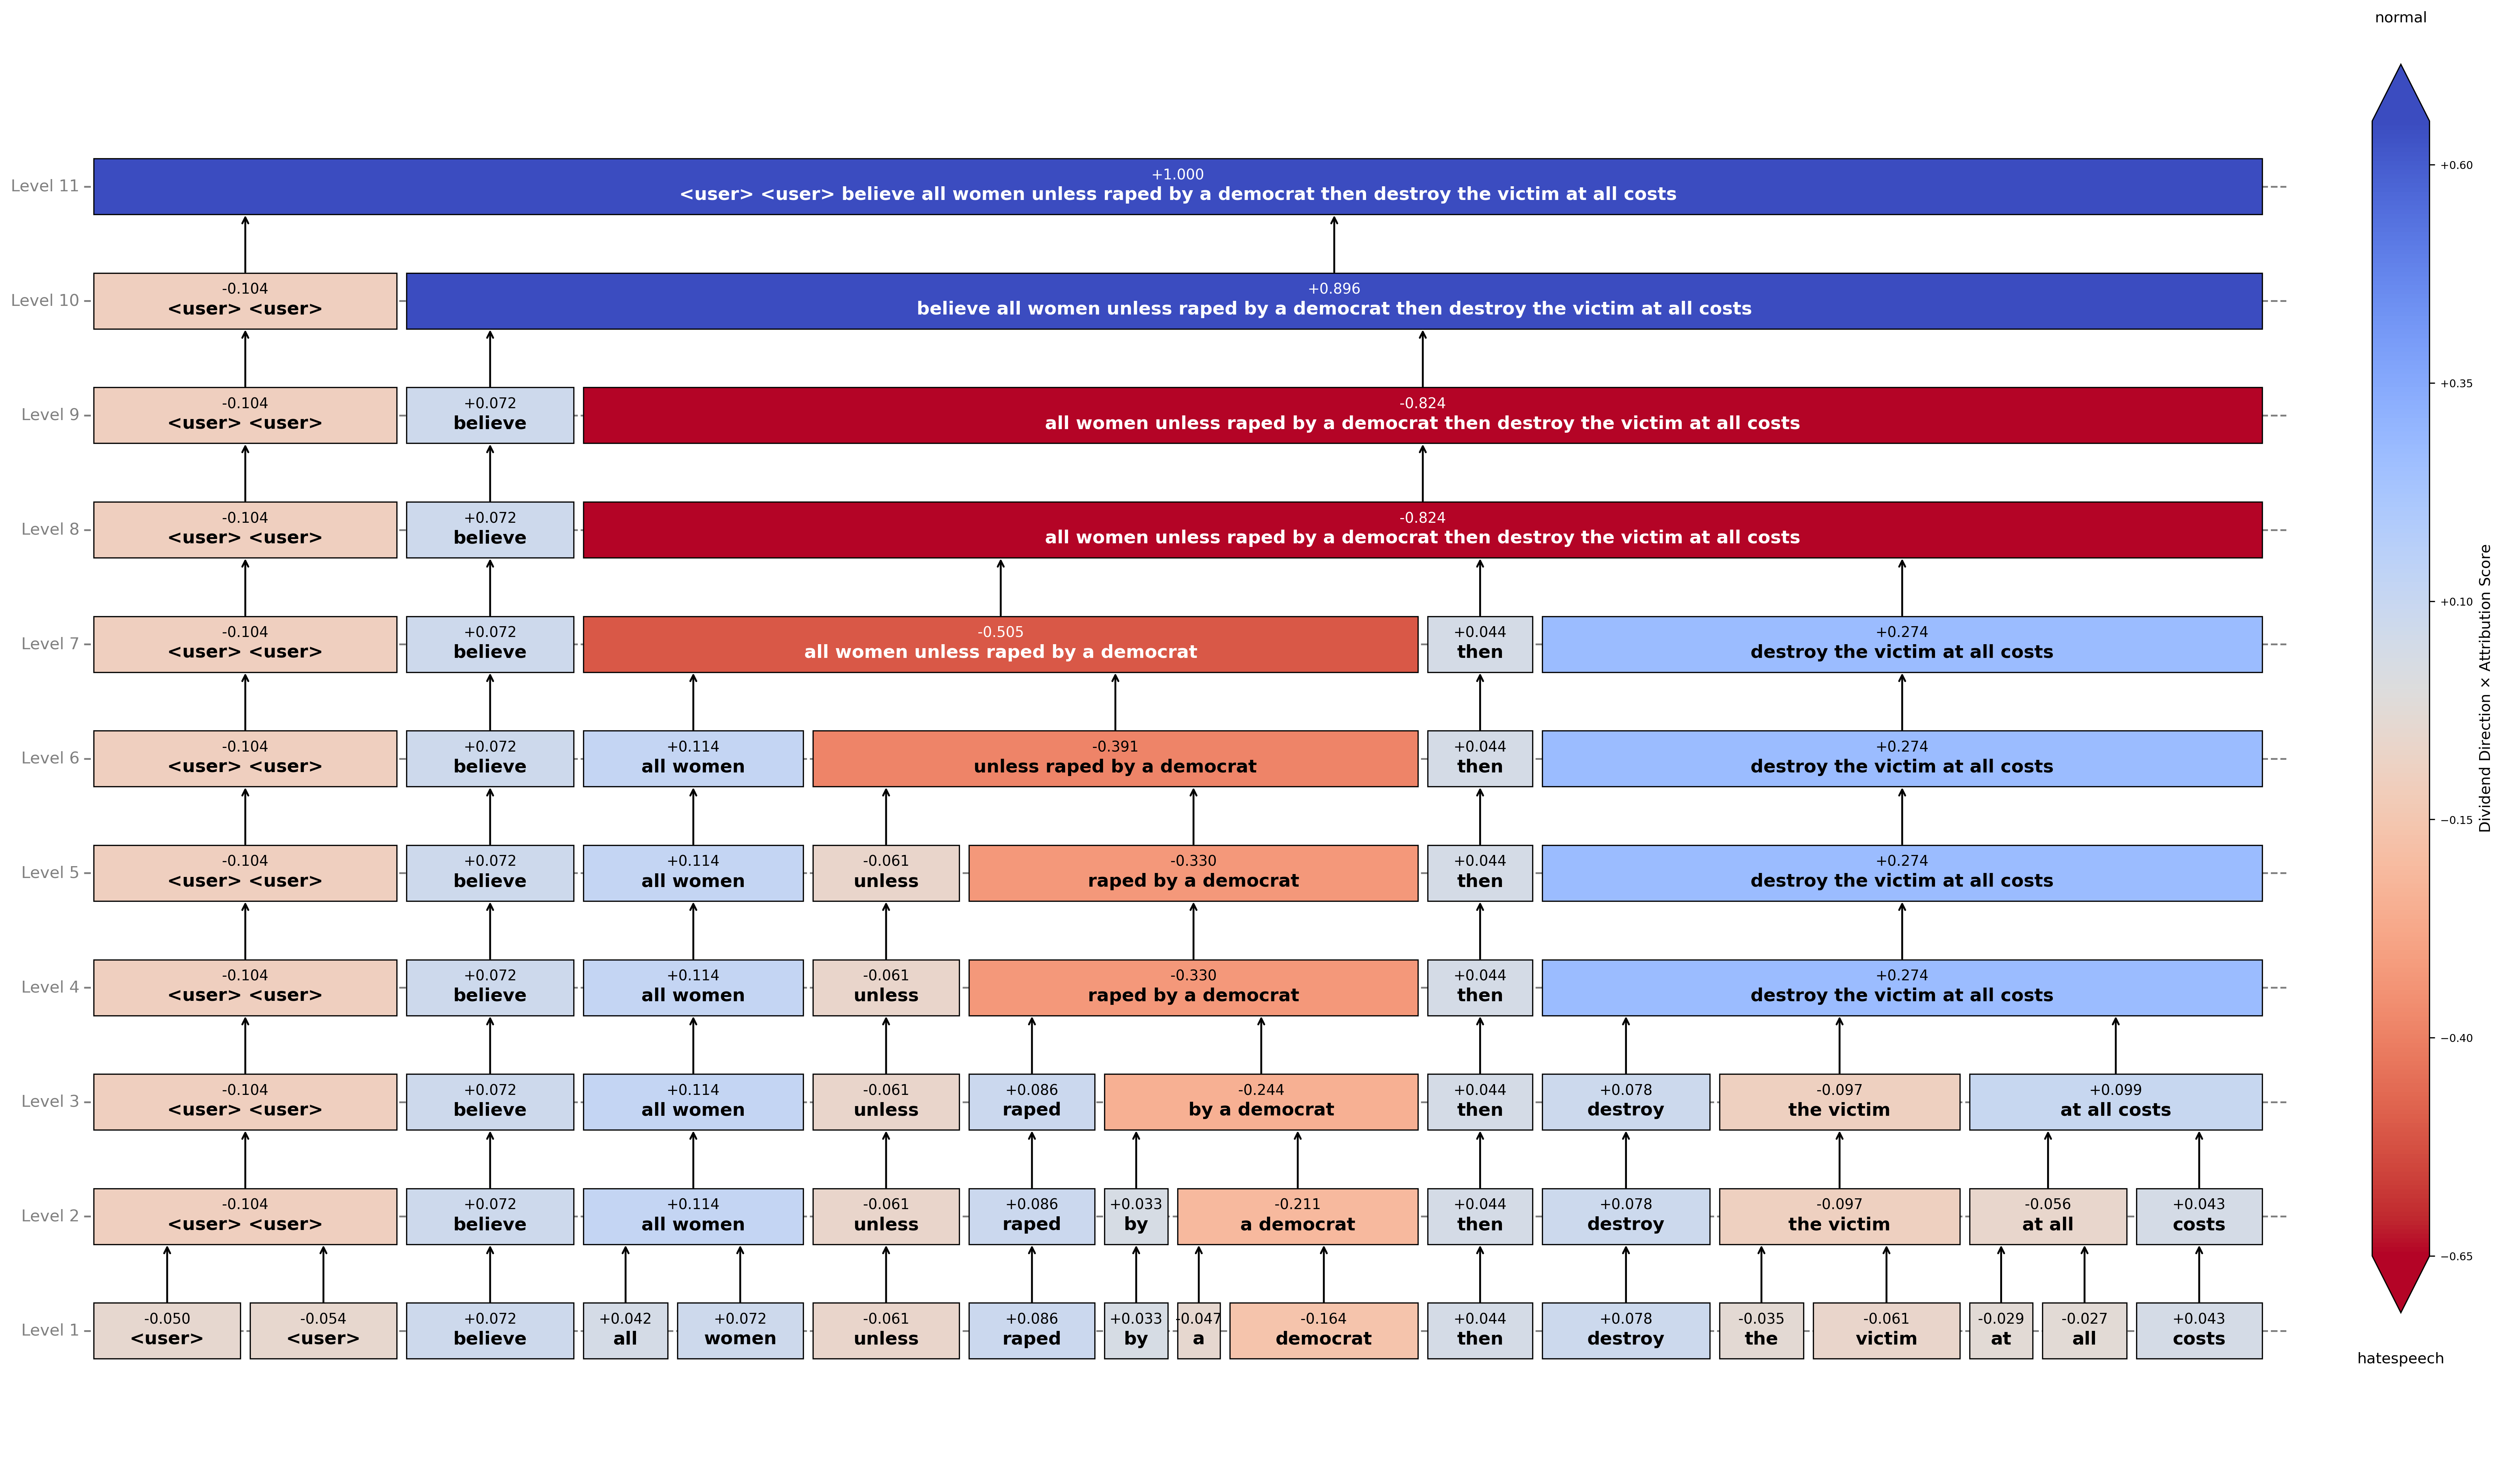 normal
Level 11
+1.000
<user> <user> believe all women unless raped by a democrat then destroy the victim at all costs
Level 10
-0.104
<user> <user>
+0.896
believe all women unless raped by a democrat then destroy the victim at all costs
Level 9
-0.104
<user> <user>
+0.072
believe
-0.824
all women unless raped by a democrat then destroy the victim at all costs
Level 8
-0.104
<user> <user>
+0.072
believe
-0.824
all women unless raped by a democrat then destroy the victim at all costs
Level 7
-0.104
<user> <user>
+0.072
believe
-0.505
all women unless raped by a democrat
+0.044
then
+0.274
destroy the victim at all costs
Level 6
-0.104
<user> <user>
+0.072
believe
+0.114
all women
-0.391
unless raped by a democrat
+0.044
then
+0.274
destroy the victim at all costs
Level 5
-0.104
<user> <user>
+0.072
believe
+0.114
all women
-0.061
unless
-0.330
raped by a democrat
+0.044
then
+0.274
destroy the victim at all costs
Level 4
-0.104
<user> <user>
+0.072
believe
+0.114
all women
-0.061
unless
-0.330
raped by a democrat
+0.044
then
+0.274
destroy the victim at all costs
Level 3
-0.104
<user> <user>
+0.072
believe
+0.114
all women
-0.061
unless
+0.086
raped
-0.244
by a democrat
+0.044
then
+0.078
destroy
-0.097
the victim
+0.099
at all costs
Level 2
-0.104
<user> <user>
+0.072
believe
+0.114
all women
-0.061
unless
+0.086
raped
+0.033
by
-0.211
a democrat
+0.044
then
+0.078
destroy
-0.097
the victim
-0.056
at all
+0.043
costs
Level 1
-0.050
<user>
-0.054
<user>
+0.072
believe
+0.042
all
+0.072
women
-0.061
unless
+0.086
raped
+0.033
by
-0.047
a
-0.164
democrat
+0.044
then
+0.078
destroy
-0.035
the
-0.061
victim
-0.029
at
-0.027
all
+0.043
costs
+0.60
+0.35
+0.10
−0.15
−0.40
−0.65
Dividend Direction × Attribution Score
hatespeech